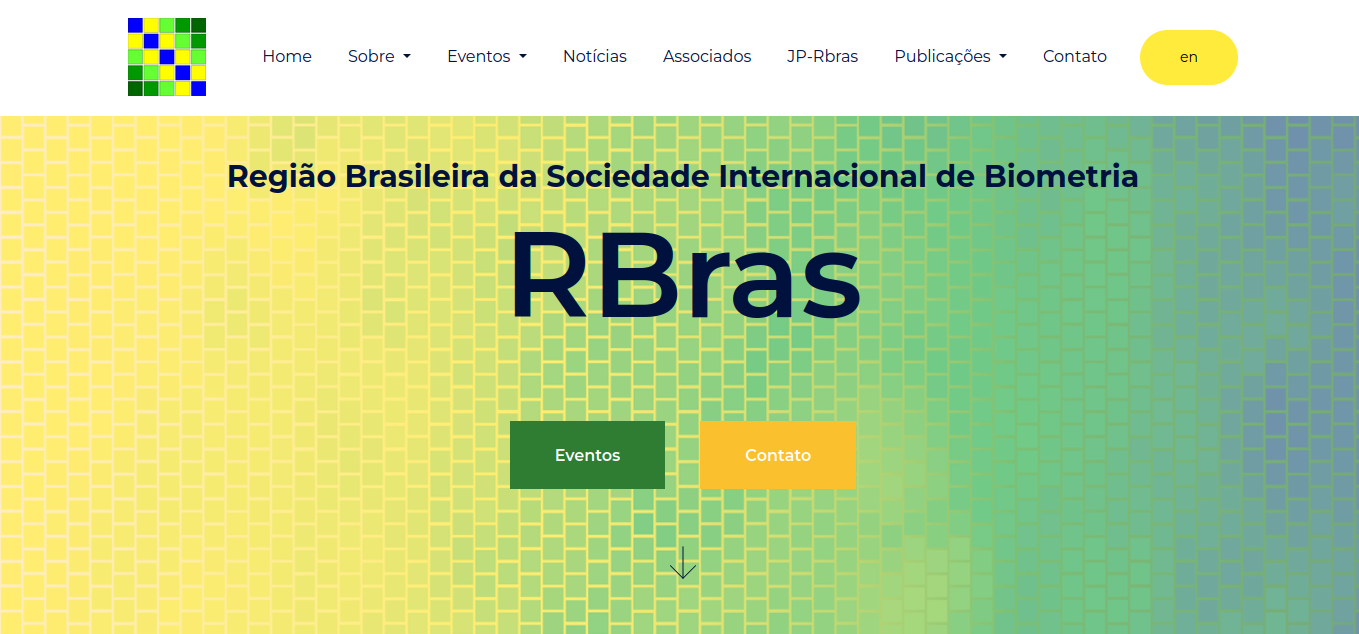 Home Sobre Eventos Notícias Associados JP-Rbras Publicações Contato en
Região Brasileira da Sociedade Internacional de Biometria
RBras
Eventos Contato